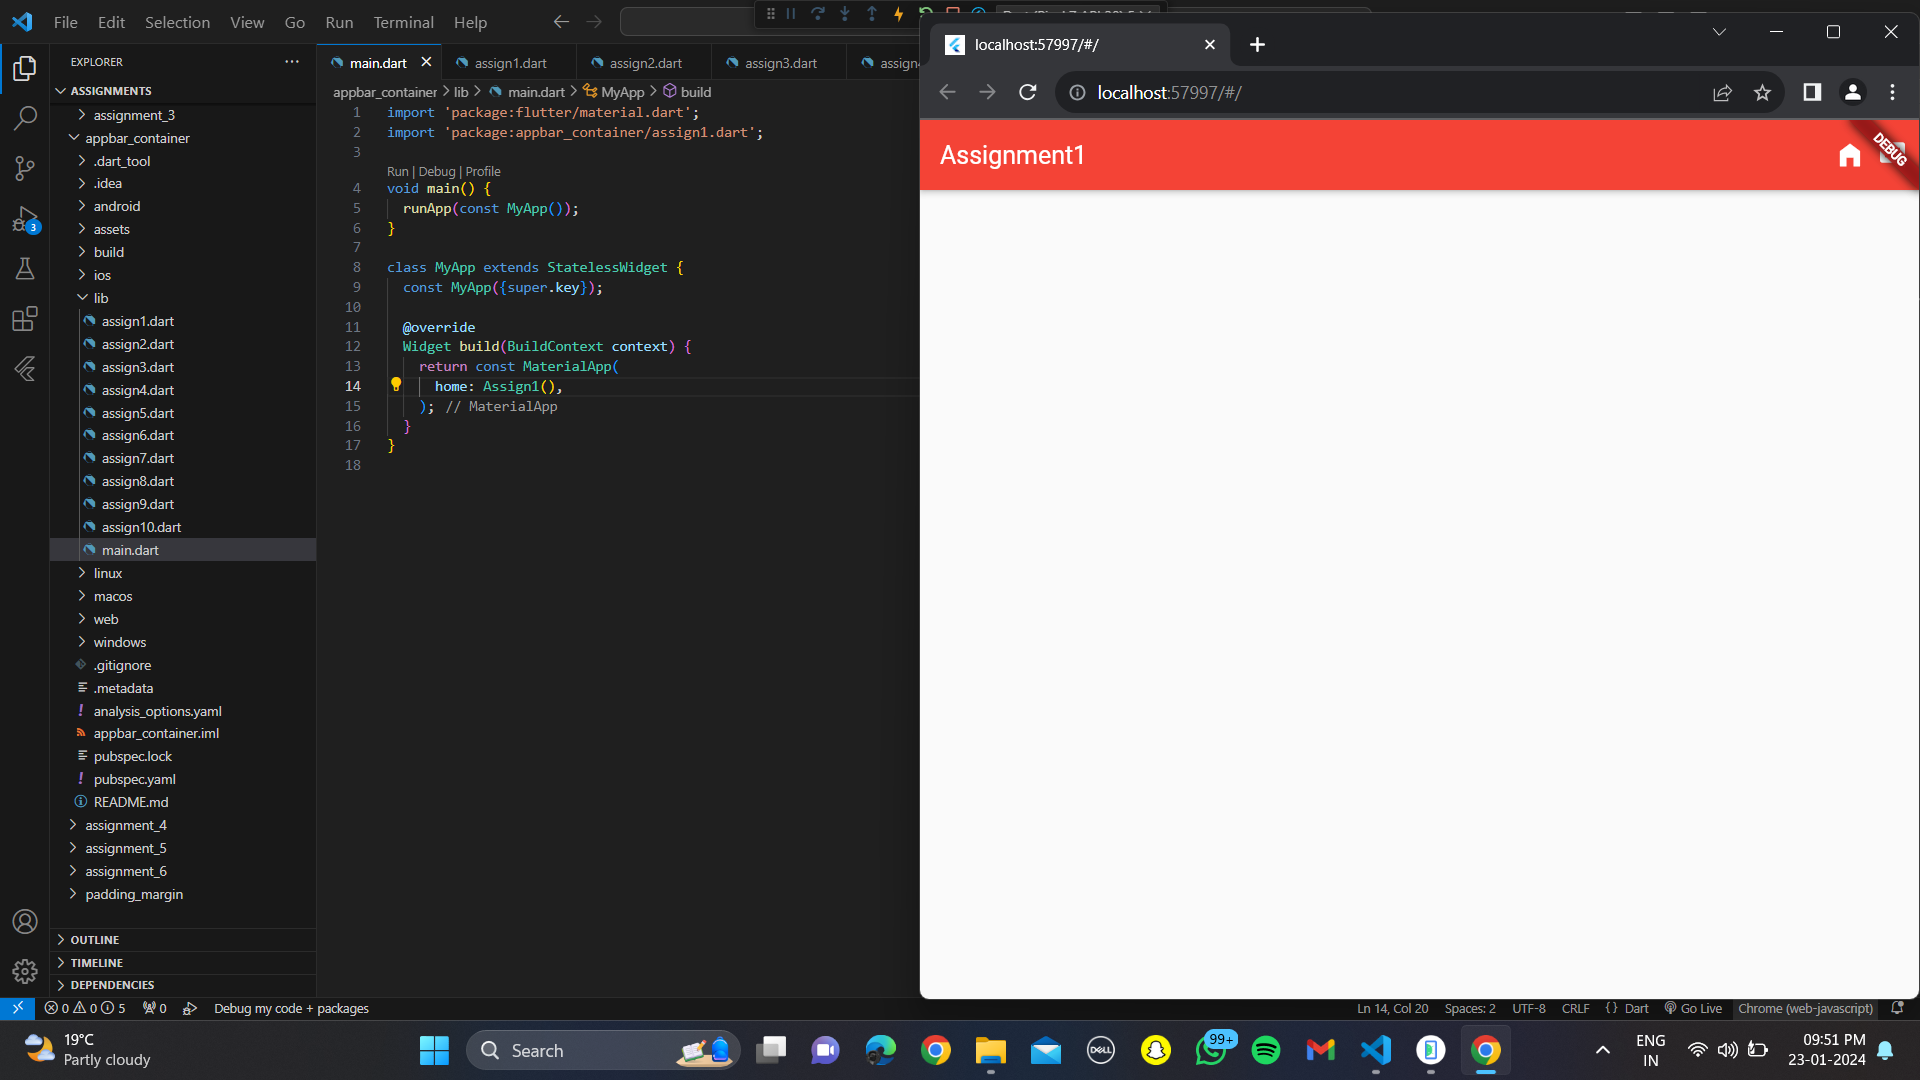 File Edit Selection View Go Run Terminal Help
EXPLORER
ASSIGNMENTS
assignment_3
appbar_container
.dart_tool
.idea
android
assets
build
ios
lib
assign1.dart
assign2.dart
assign3.dart
assign4.dart
assign5.dart
assign6.dart
assign7.dart
assign8.dart
assign9.dart
assign10.dart
main.dart
linux
macos
web
windows
.gitignore
.metadata
analysis_options.yaml
appbar_container.iml
pubspec.lock
pubspec.yaml
README.md
assignment_4
assignment_5
assignment_6
padding_margin
OUTLINE
TIMELINE
DEPENDENCIES
3
main.dart assign1.dart assign2.dart assign3.dart assign
appbar_container > lib > main.dart > MyApp > build
1 import 'package:flutter/material.dart';
2 import 'package:appbar_container/assign1.dart';
3
Run | Debug | Profile
4 void main() {
5 runApp(const MyApp());
6 }
7
8 class MyApp extends StatelessWidget {
9 const MyApp({super.key});
10
11 @override
12 Widget build(BuildContext context) {
13 return const MaterialApp(
14 home: Assign1(),
15 ); // MaterialApp
16 }
17 }
18
localhost:57997/#/
localhost:57997/#/
Assignment1
DEBUG
0 0 5 0 Debug my code + packages
Ln 14, Col 20 Spaces: 2 UTF-8 CRLF {} Dart Go Live Chrome (web-javascript)
19°C
Partly cloudy
Search
DELL
99+
ENG
IN
09:51 PM
23-01-2024